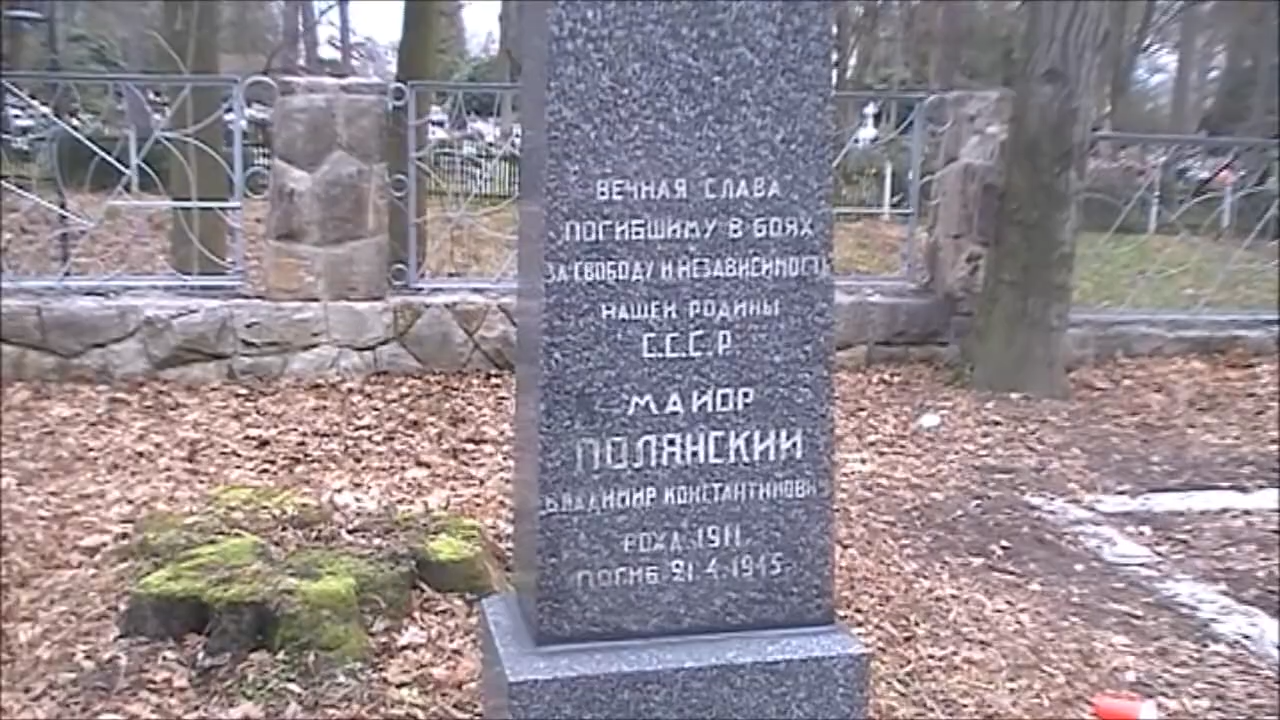 ВЕЧНАЯ СЛАВА
ПОГИБШИМУ В БОЯХ
ЗА СВОБОДУ И НЕЗАВИСИМОСТЬ
НАШЕЙ РОДИНЫ
С.С.С.Р.
МАЙОР
ПОЛЯНСКИЙ
ВЛАДИМИР КОНСТАНТИНОВИЧ
РОЖД. 1911.
ПОГИБ. 21.4.1945.